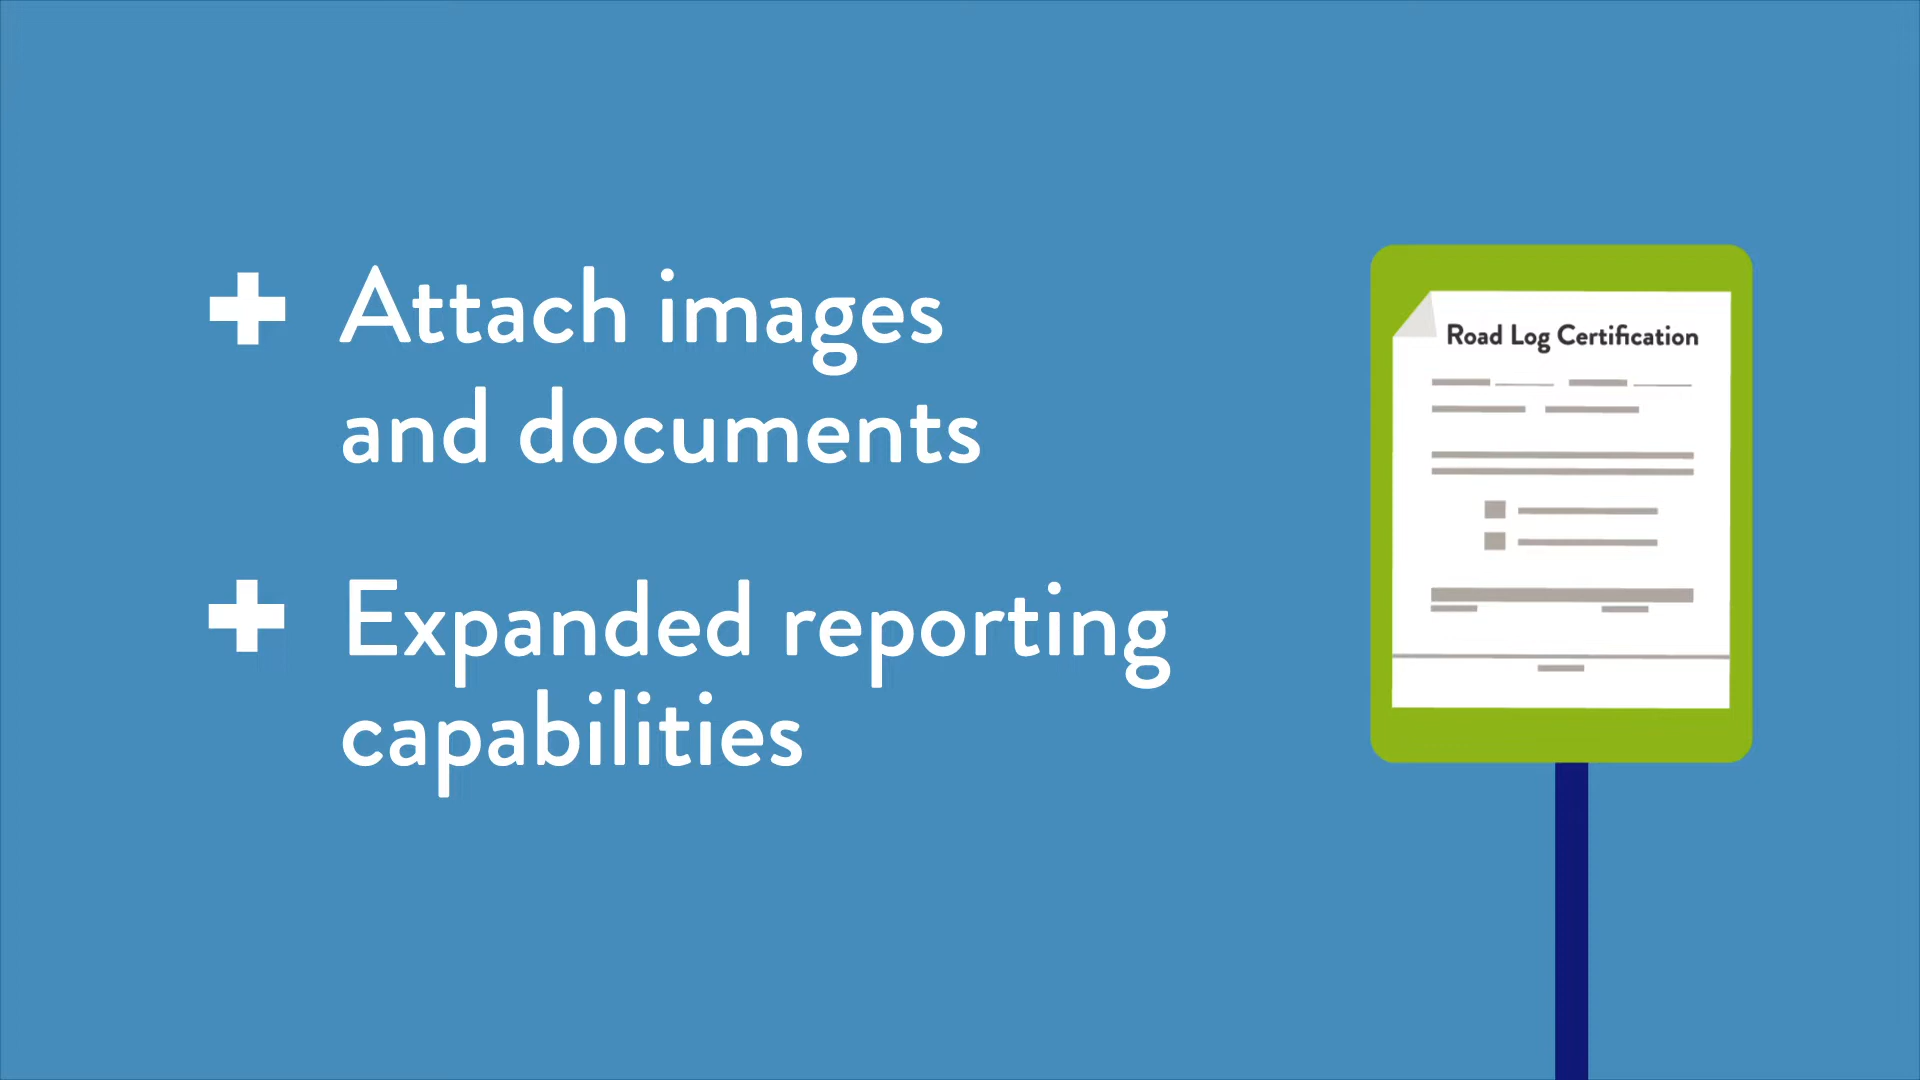 Attach images
and documents
Expanded reporting
capabilities
Road Log Certification